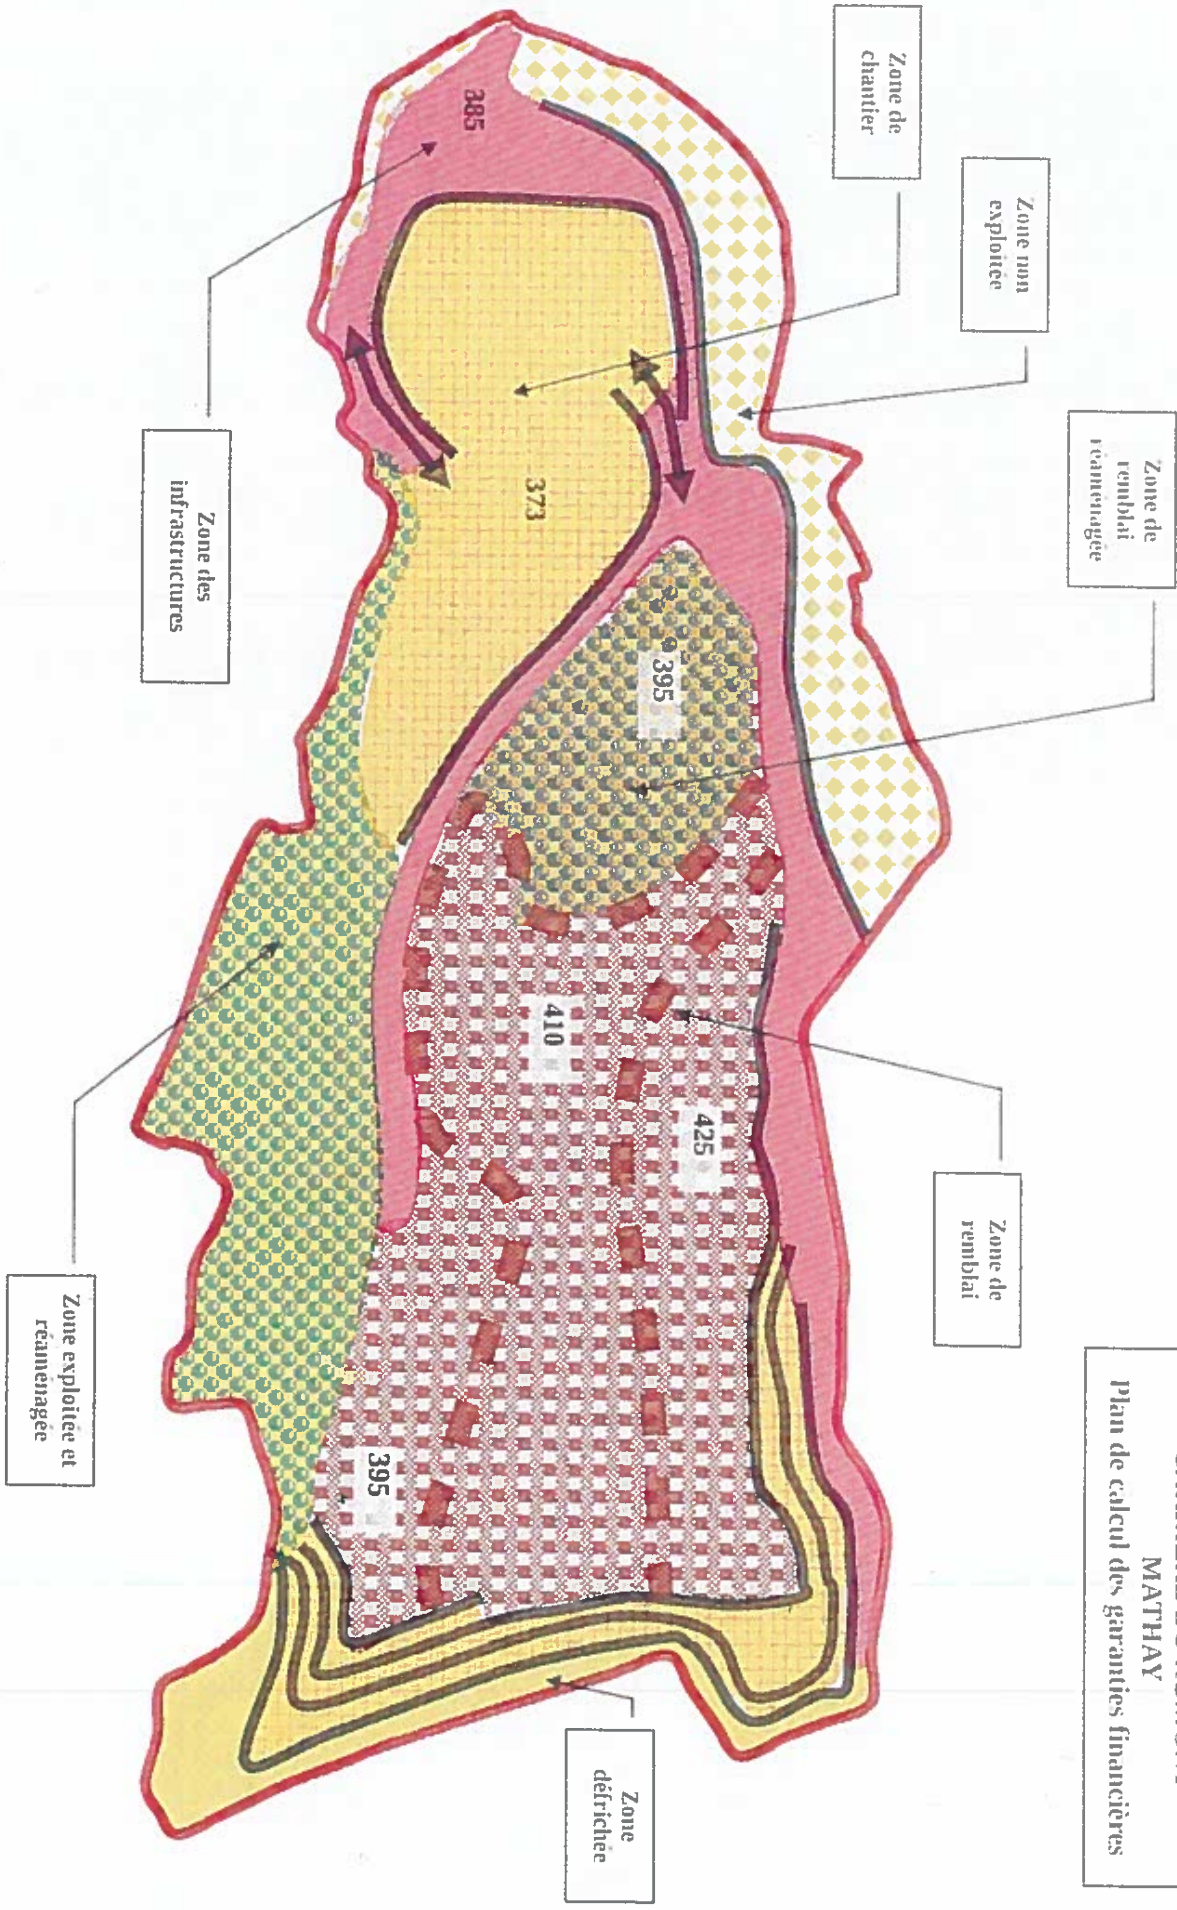 MATHAY
Plan de calcul des garanties financières
Zone de
chantier
Zone non
exploitée
Zone de
remblai
réaménagée
Zone de
remblai
Zone
défrichée
Zone des
infrastructures
Zone exploitée et
réaménagée
385
373
395
410
425
395